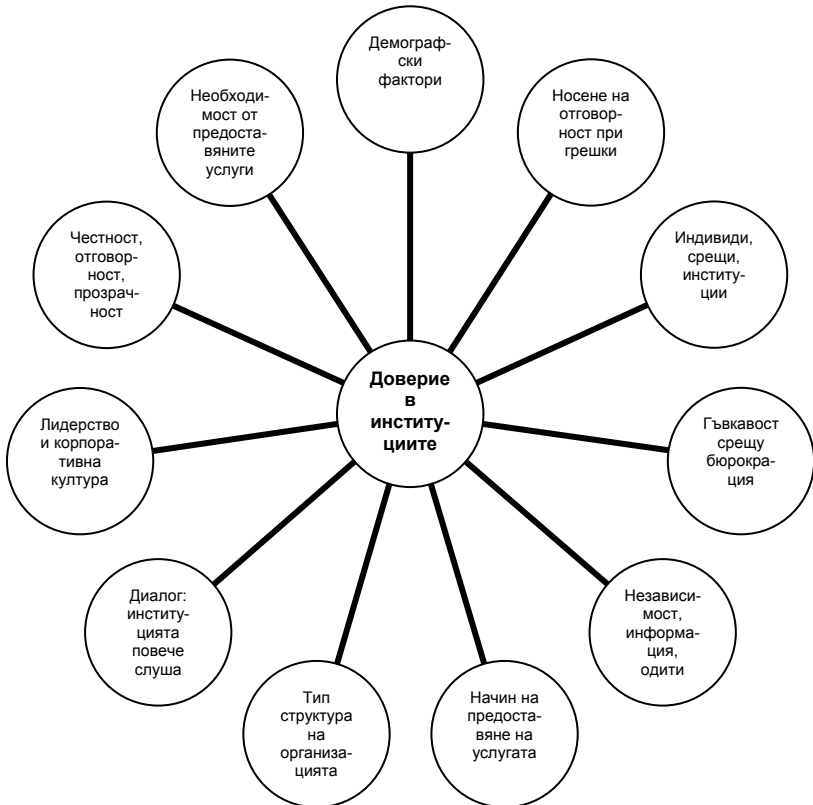 Демограф-
ски
фактори
Носене на
отговор-
ност при
грешки
Индивиди,
срещи,
институ-
ции
Гъвкавост
срещу
бюрокра-
ция
Независи-
мост,
информа-
ция,
одити
Начин на
предоста-
вяне на
услугата
Тип
структура
на
организа-
цията
Диалог:
институ-
цията
повече
слуша
Лидерство
и корпора-
тивна
култура
Честност,
отговор-
ност,
прозрач-
ност
Необходи-
мост от
предоста-
вяните
услуги
Доверие
в
институ-
циите